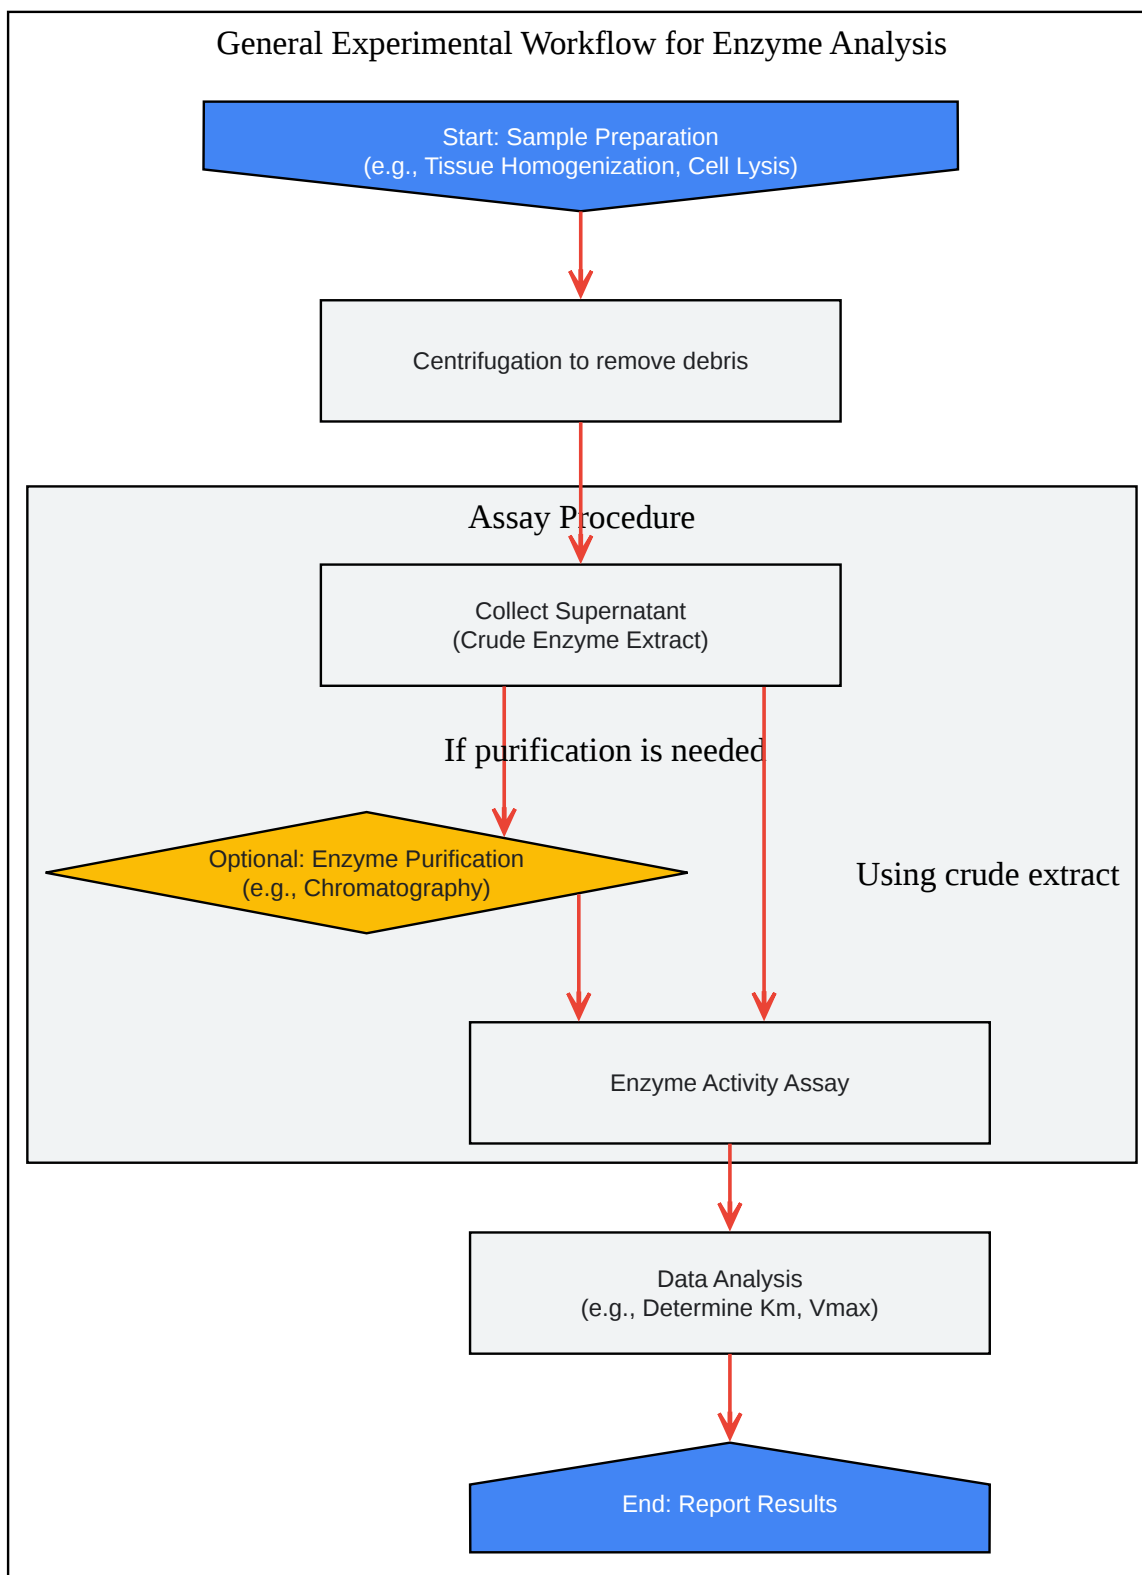 General Experimental Workflow for Enzyme Analysis
Start: Sample Preparation
(e.g., Tissue Homogenization, Cell Lysis)
Centrifugation to remove debris
Assay Procedure
Collect Supernatant
(Crude Enzyme Extract)
If purification is needed
Optional: Enzyme Purification
(e.g., Chromatography)
Using crude extract
Enzyme Activity Assay
Data Analysis
(e.g., Determine Km, Vmax)
End: Report Results